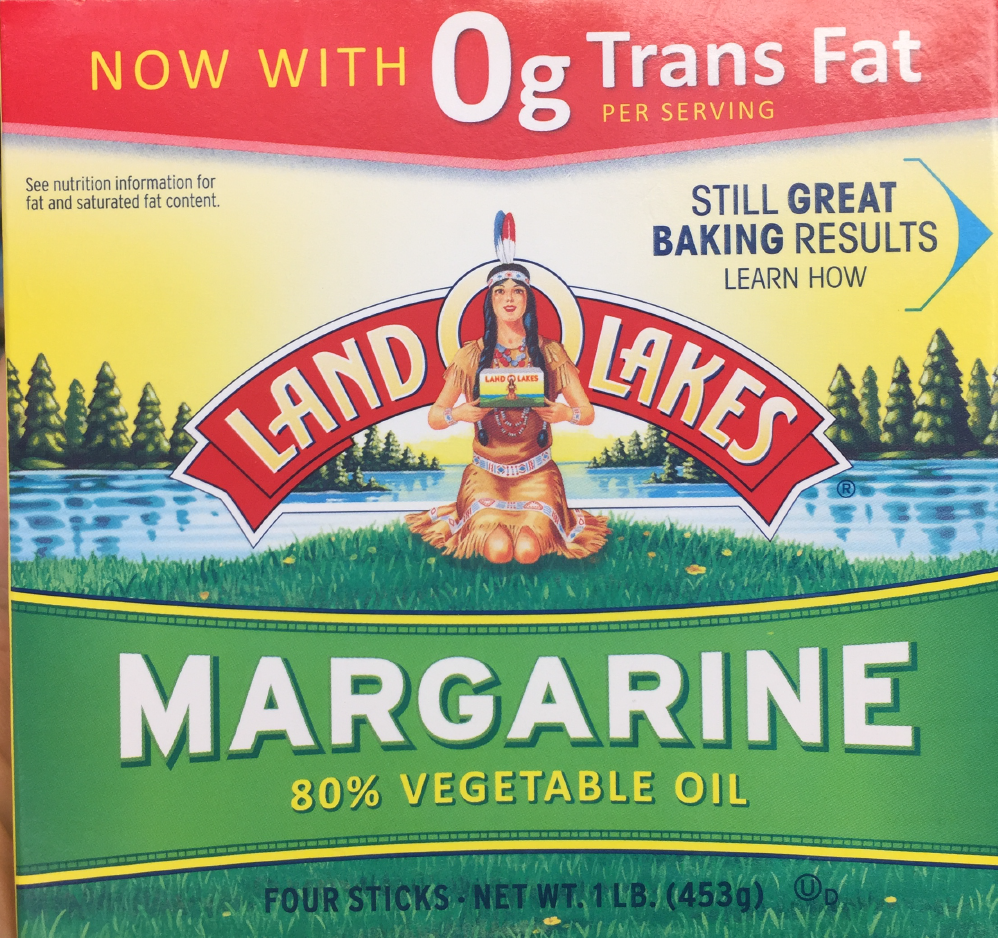 NOW WITH 0g Trans Fat
PER SERVING
See nutrition information for
fat and saturated fat content.
STILL GREAT
BAKING RESULTS
LEARN HOW
LAND O LAKES
LAND O LAKES
®
MARGARINE
80% VEGETABLE OIL
FOUR STICKS · NET WT. 1 LB. (453g) Ⓤ D